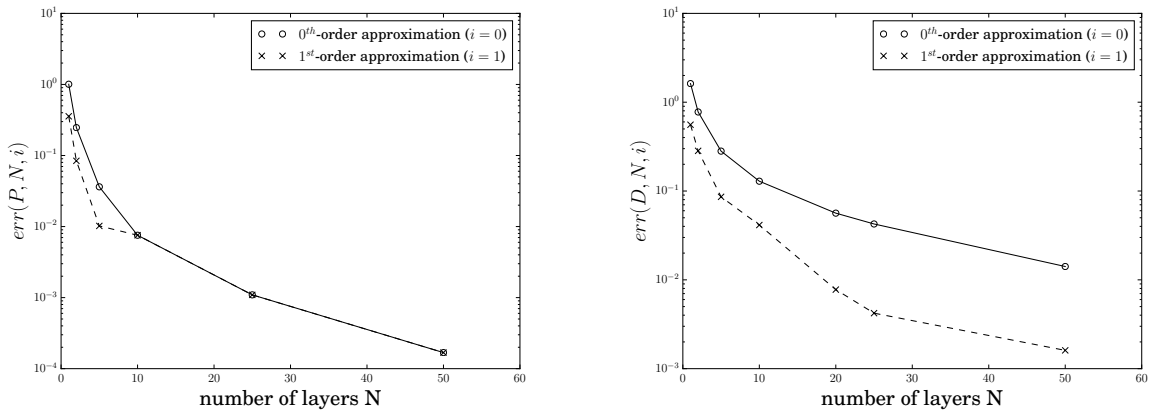 10^1
10^0
10^-1
10^-2
10^-3
10^-4
err(P, N, i)
0 10 20 30 40 50 60
number of layers N
0^th-order approximation (i = 0)
1^st-order approximation (i = 1)
10^1
10^0
10^-1
10^-2
10^-3
err(D, N, i)
0 10 20 30 40 50 60
number of layers N
0^th-order approximation (i = 0)
1^st-order approximation (i = 1)